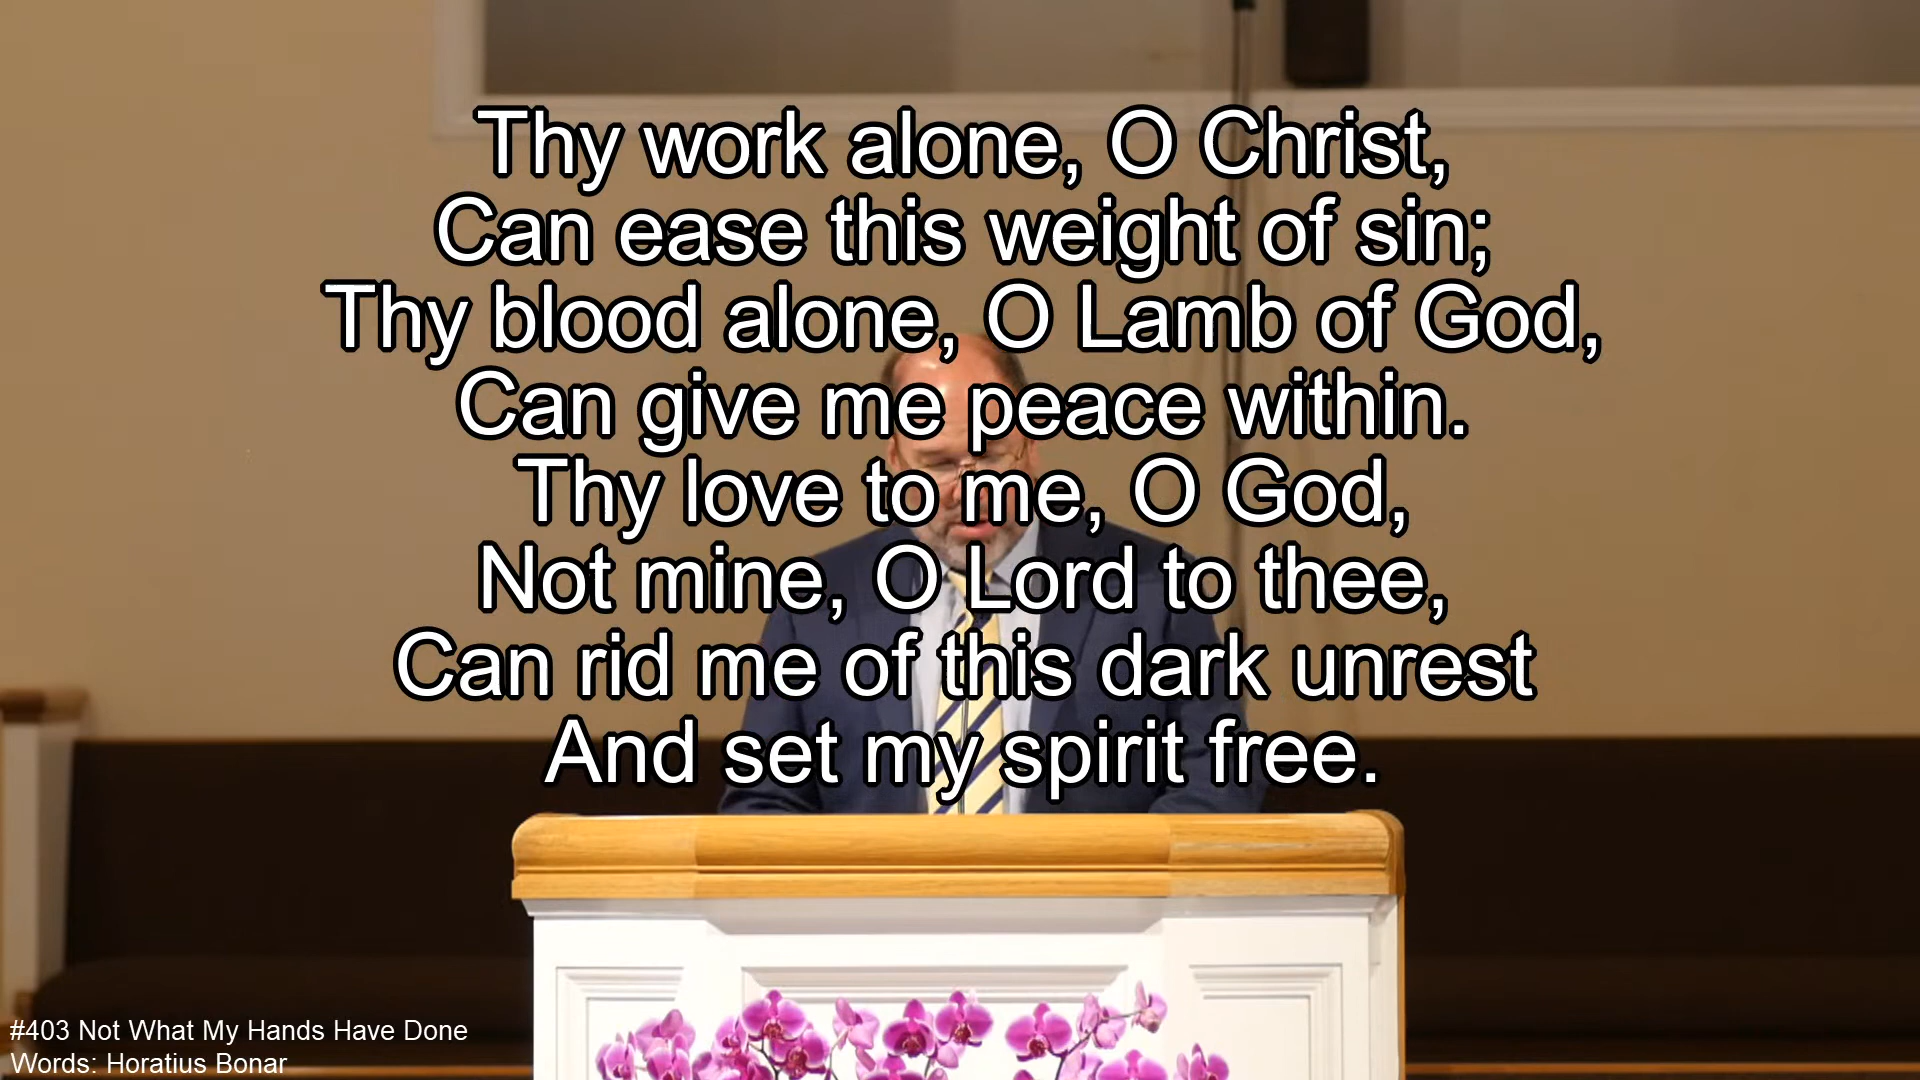 Thy work alone, O Christ,
Can ease this weight of sin;
Thy blood alone, O Lamb of God,
Can give me peace within.
Thy love to me, O God,
Not mine, O Lord to thee,
Can rid me of this dark unrest
And set my spirit free.
#403 Not What My Hands Have Done
Words: Horatius Bonar